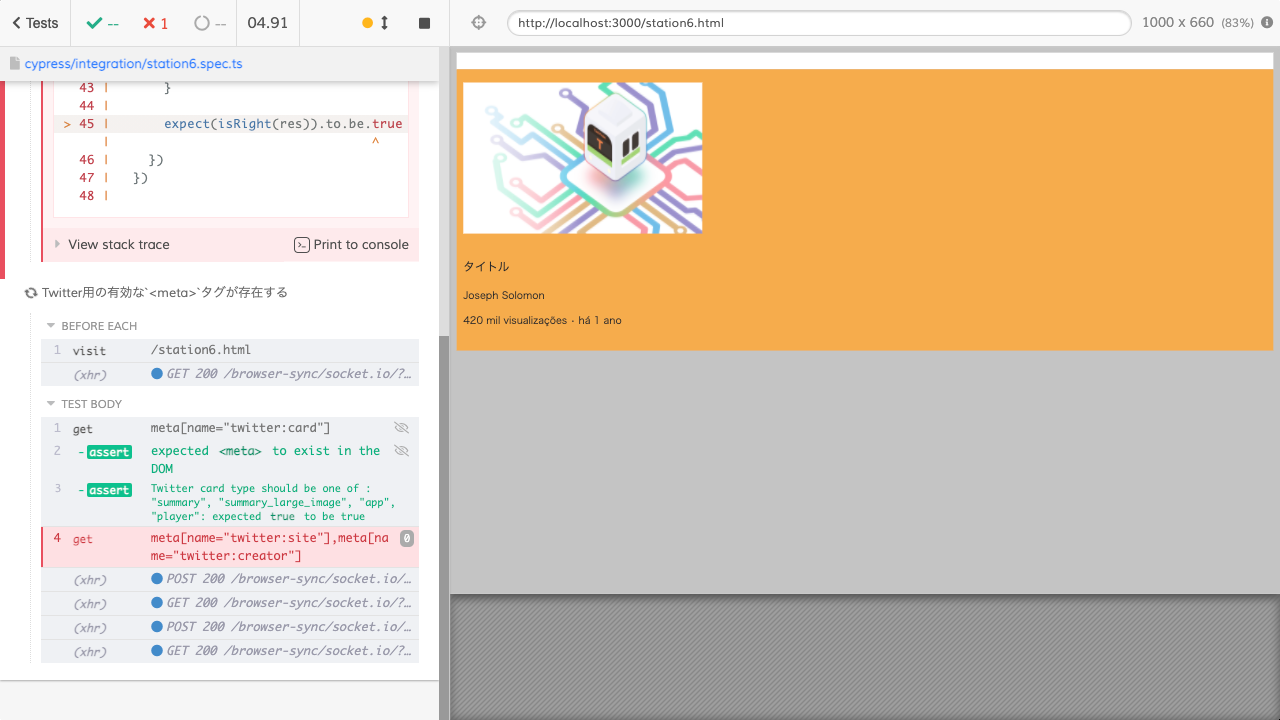 Tests
--
1
--
04.91
http://localhost:3000/station6.html
1000 x 660 (83%)
cypress/integration/station6.spec.ts
43 | }
44 |
> 45 | expect(isRight(res)).to.be.true
| ^
46 | })
47 | })
48 |
View stack trace
Print to console
Twitter用の有効な`<meta>`タグが存在する
BEFORE EACH
1 visit /station6.html
(xhr) GET 200 /browser-sync/socket.io/?…
TEST BODY
1 get meta[name="twitter:card"]
2 -assert expected <meta> to exist in the
DOM
3 -assert Twitter card type should be one of :
"summary", "summary_large_image", "app",
"player": expected true to be true
4 get meta[name="twitter:site"],meta[na
me="twitter:creator"]
0
(xhr) POST 200 /browser-sync/socket.io/…
(xhr) GET 200 /browser-sync/socket.io/?…
(xhr) POST 200 /browser-sync/socket.io/…
(xhr) GET 200 /browser-sync/socket.io/?…
T
タイトル
Joseph Solomon
420 mil visualizações · há 1 ano